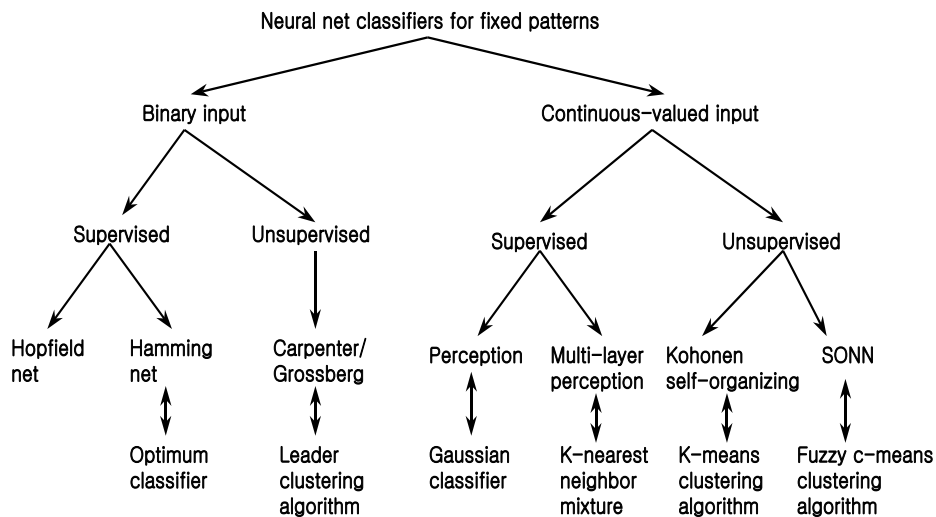 Neural net classifiers for fixed patterns
Binary input
Continuous-valued input
Supervised
Unsupervised
Supervised
Unsupervised
Hopfield
net
Hamming
net
Carpenter/
Grossberg
Perception
Multi-layer
perception
Kohonen
self-organizing
SONN
Optimum
classifier
Leader
clustering
algorithm
Gaussian
classifier
K-nearest
neighbor
mixture
K-means
clustering
algorithm
Fuzzy c-means
clustering
algorithm